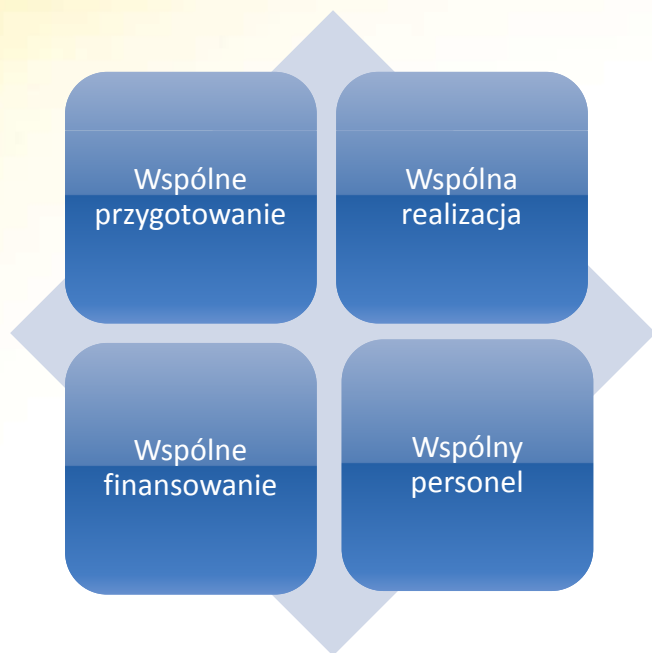 Wspólne
przygotowanie
Wspólna
realizacja
Wspólne
finansowanie
Wspólny
personel